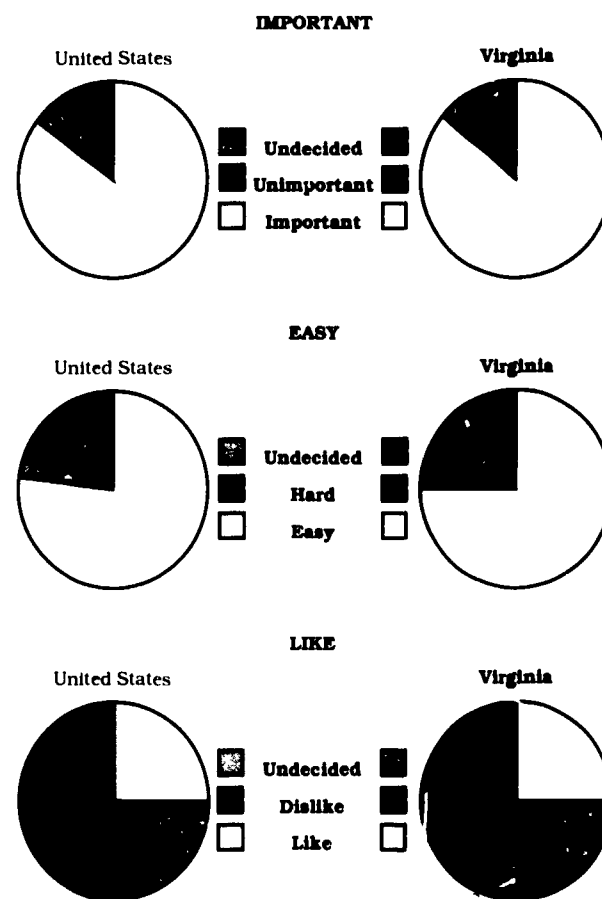 IMPORTANT
United States
Virginia
Undecided
Unimportant
Important
EASY
United States
Virginia
Undecided
Hard
Easy
LIKE
United States
Virginia
Undecided
Dislike
Like